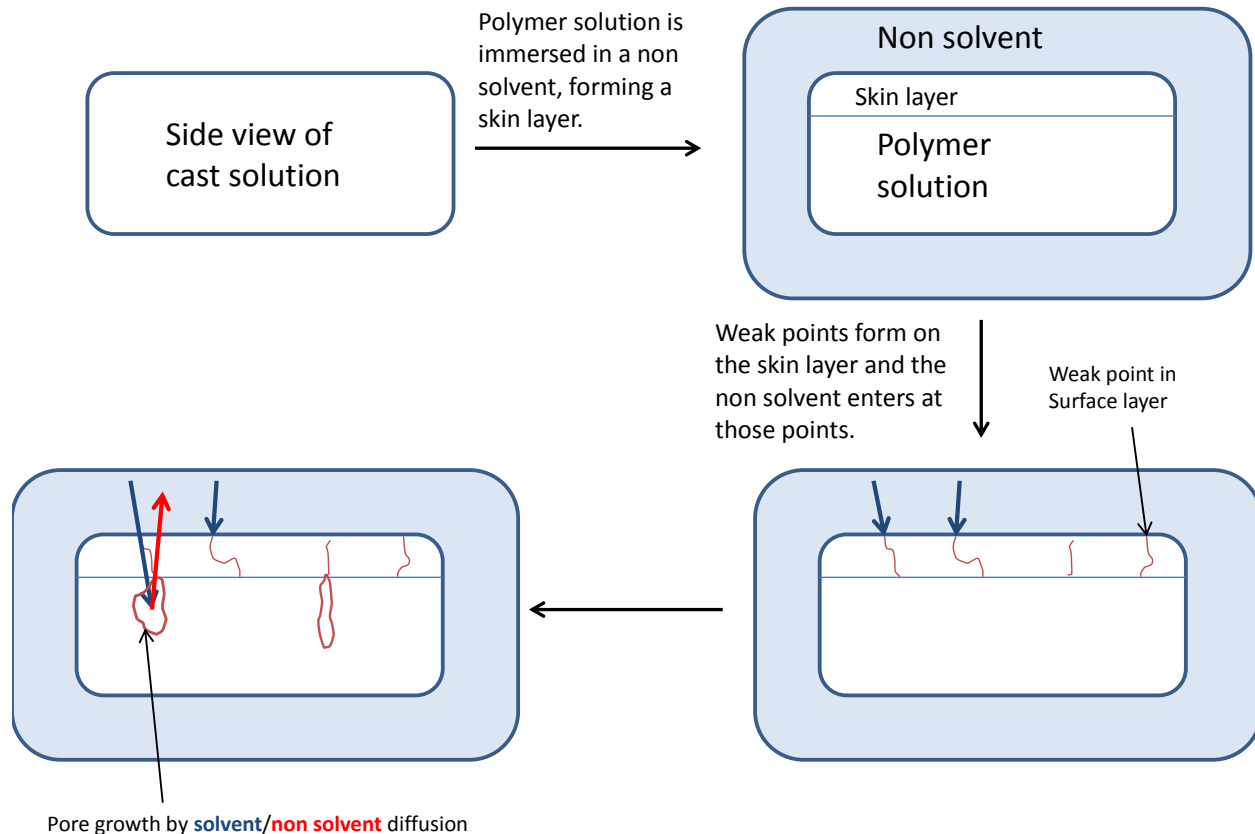 Side view of
cast solution
Polymer solution is
immersed in a non
solvent, forming a
skin layer.
Non solvent
Skin layer
Polymer
solution
Weak points form on
the skin layer and the
non solvent enters at
those points.
Weak point in
Surface layer
Pore growth by solvent/non solvent diffusion